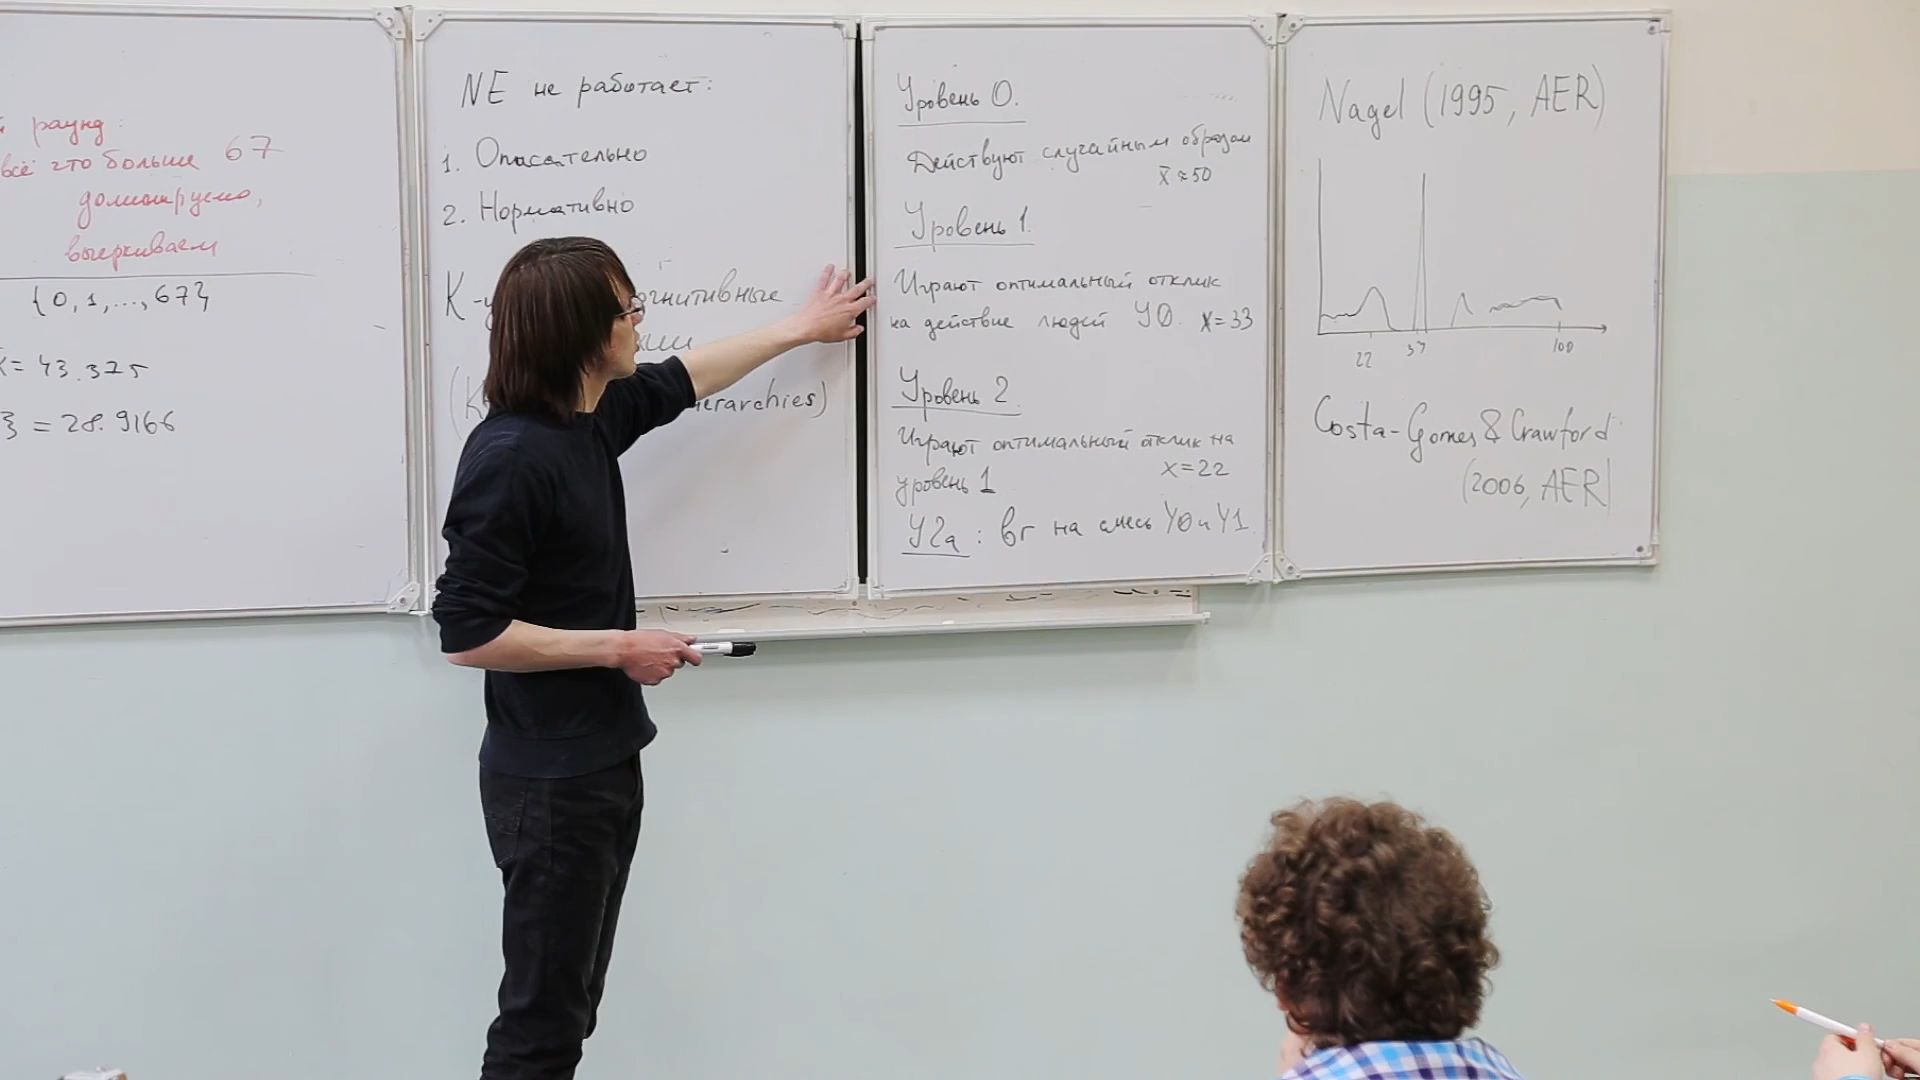 раунд:
всё что больше 67
доминируемо,
вычеркиваем
{0, 1, ..., 67}
= 43.375
= 28.9166
NE не работает:
1. Описательно
2. Нормативно
K-
когнитивные
(K
hierarchies)
Уровень 0.
Действуют случайным образом
x̄ ≈ 50
Уровень 1.
Играют оптимальный отклик
на действие людей У0. x=33
Уровень 2.
Играют оптимальный отклик на
уровень 1 x=22
У2а : br на смесь У0 и У1.
Nagel (1995, AER)
22
100
Costa-Gomes & Crawford
(2006, AER)